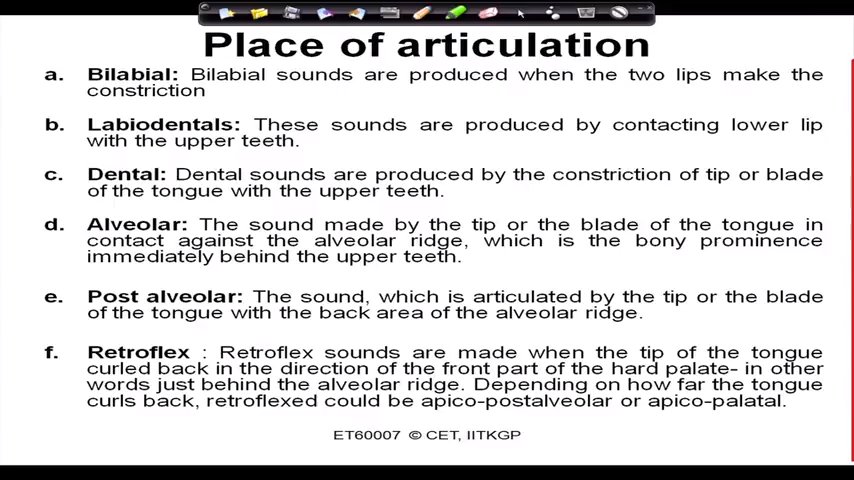 Place of articulation
a. Bilabial: Bilabial sounds are produced when the two lips make the
constriction
b. Labiodentals: These sounds are produced by contacting lower lip
with the upper teeth.
c. Dental: Dental sounds are produced by the constriction of tip or blade
of the tongue with the upper teeth.
d. Alveolar: The sound made by the tip or the blade of the tongue in
contact against the alveolar ridge, which is the bony prominence
immediately behind the upper teeth.
e. Post alveolar: The sound, which is articulated by the tip or the blade
of the tongue with the back area of the alveolar ridge.
f. Retroflex : Retroflex sounds are made when the tip of the tongue
curled back in the direction of the front part of the hard palate- in other
words just behind the alveolar ridge. Depending on how far the tongue
curls back, retroflexed could be apico-postalveolar or apico-palatal.
ET60007 © CET, IITKGP